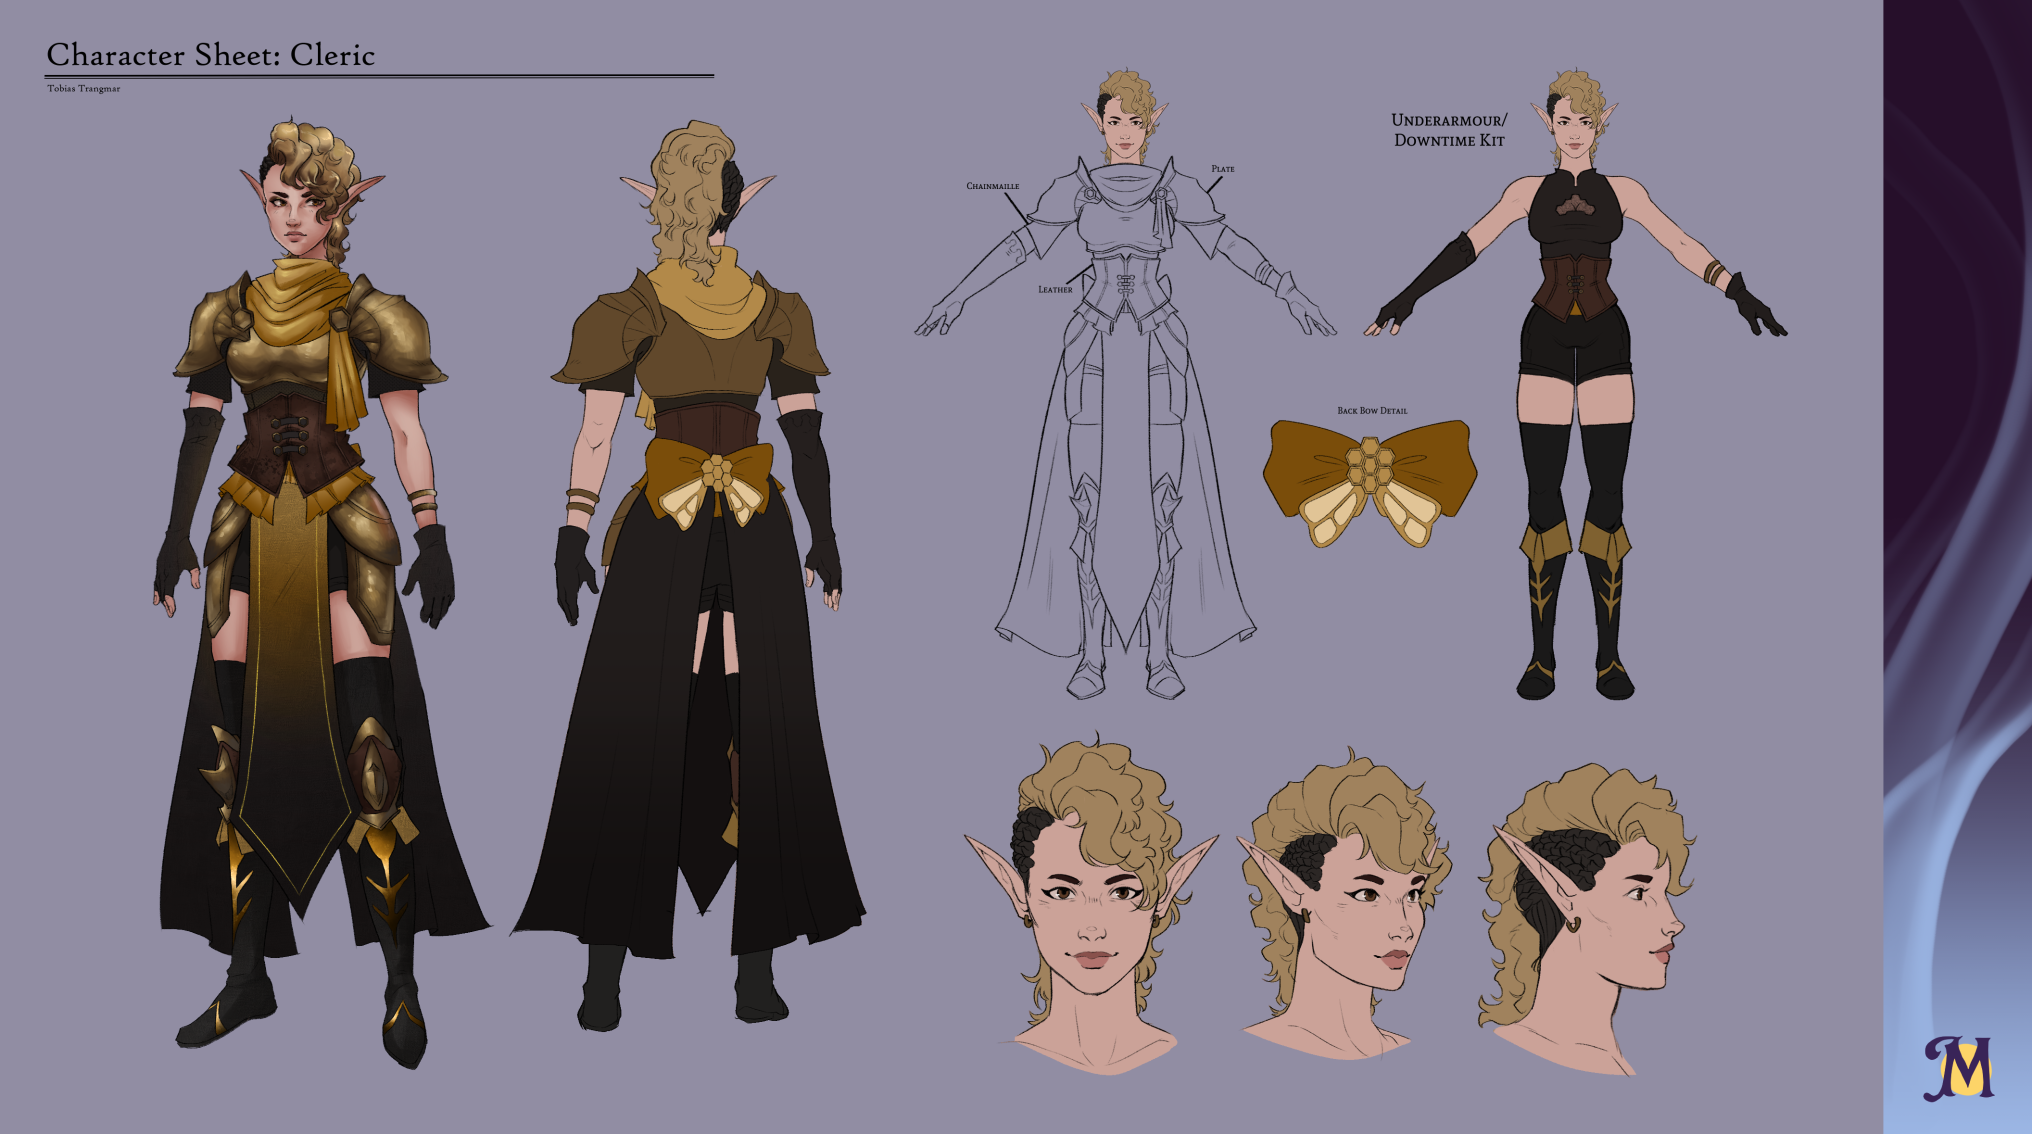 Character Sheet: Cleric
Tobias Trangmar
Chainmaille
Plate
Leather
Underarmour/
Downtime Kit
Back Bow Detail
M